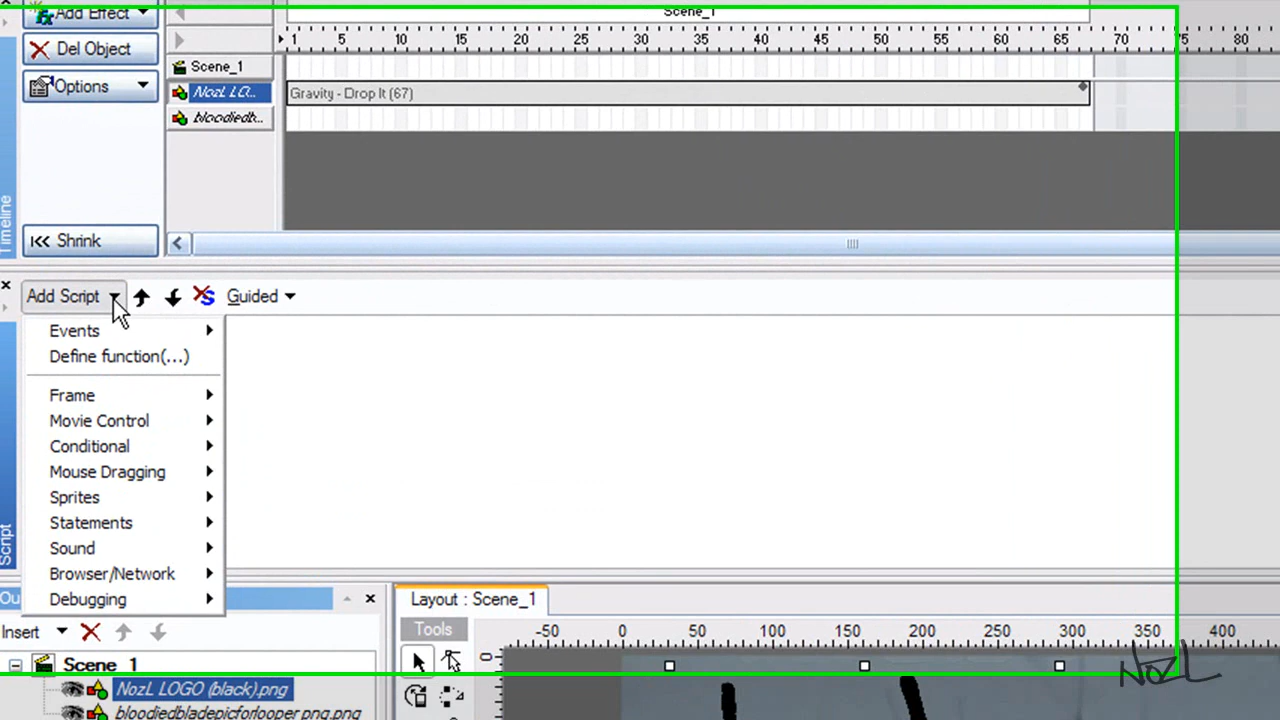 Add Effect
Scene_1
1 5 10 15 20 25 30 35 40 45 50 55 60 65 70 75 80
Del Object
Scene_1
Options
NozL LO...
Gravity - Drop It (67)
bloodiedb...
Timeline
Shrink
Add Script
Guided
Events
Define function(...)
Frame
Movie Control
Conditional
Mouse Dragging
Sprites
Statements
Sound
Browser/Network
Debugging
Script
Ou
Layout : Scene_1
Insert
Tools
-50 0 50 100 150 200 250 300 350 400
Scene_1
NozL LOGO (black).png
bloodiedbladepicforlooper png.png
NozL